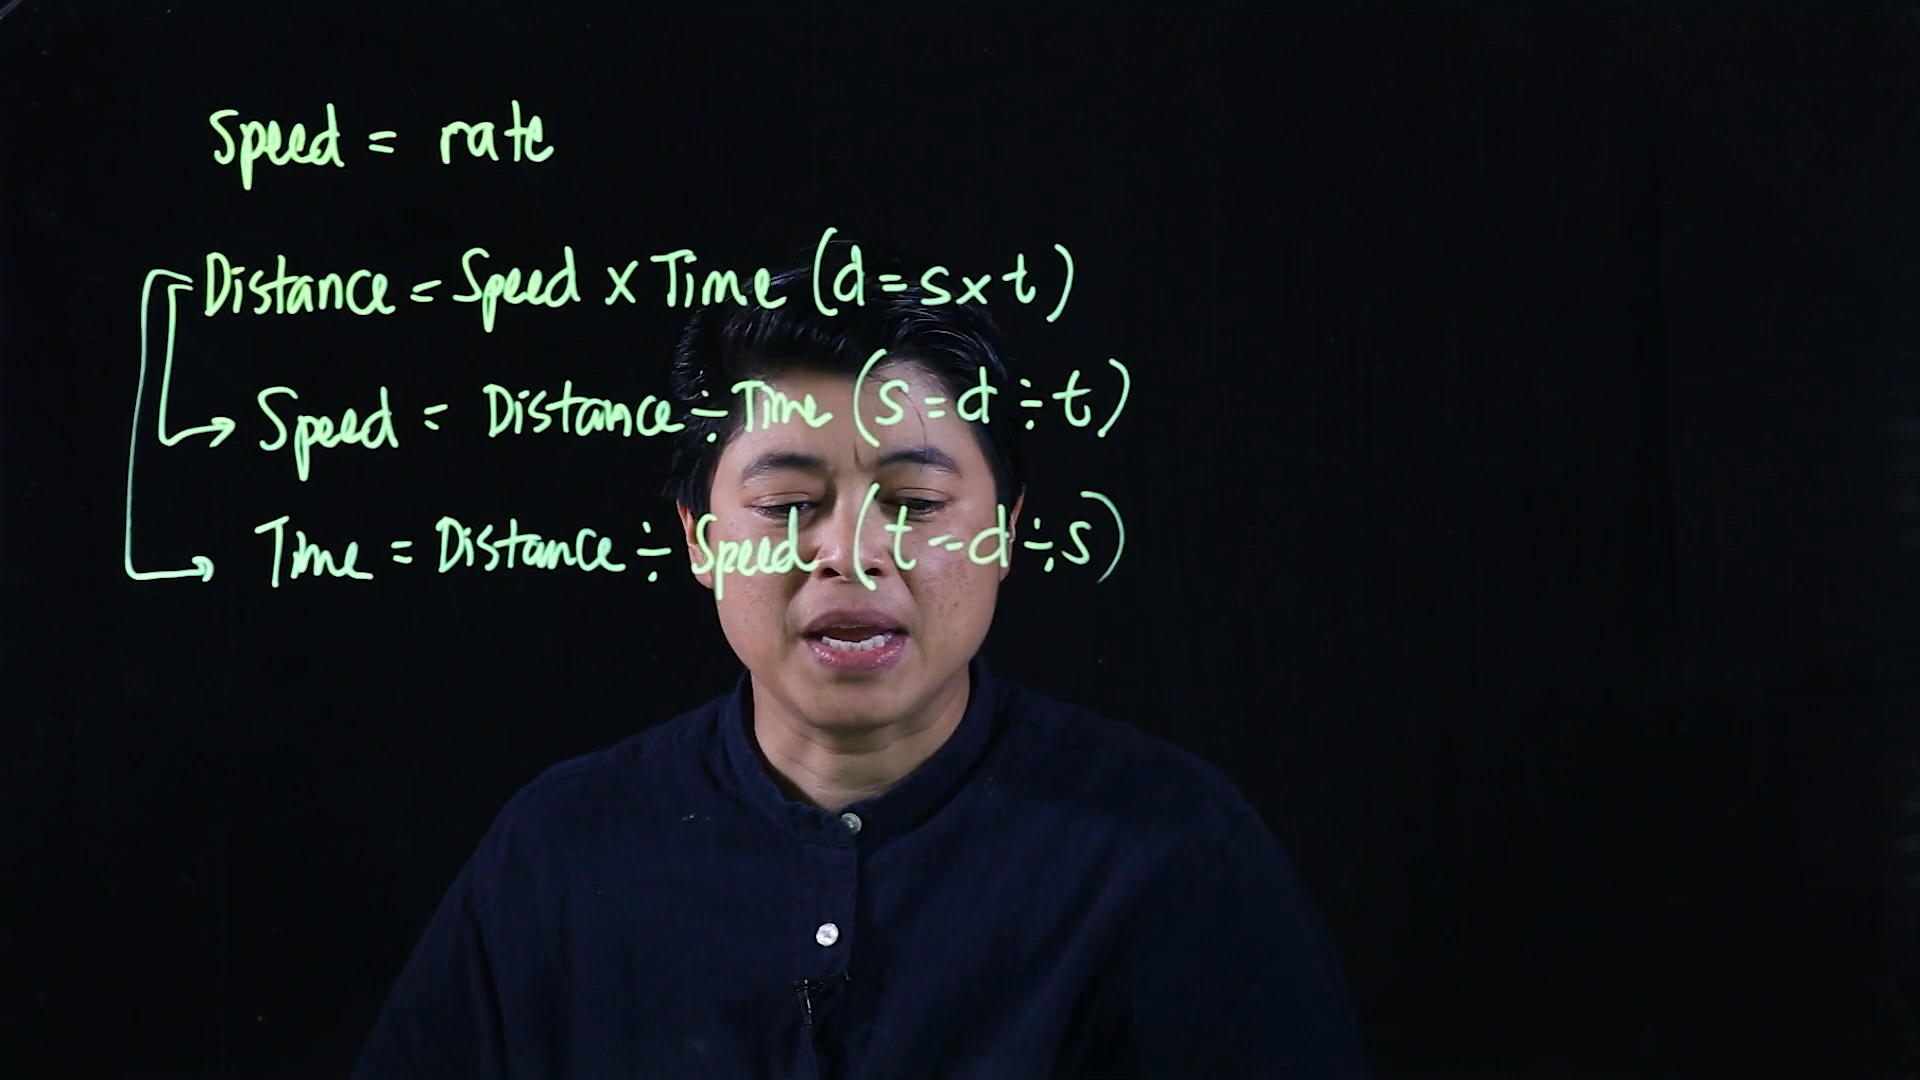 Speed = rate
Distance = Speed x Time (d = s x t)
Speed = Distance ÷ Time (s = d ÷ t)
Time = Distance ÷ Speed (t = d ÷ s)